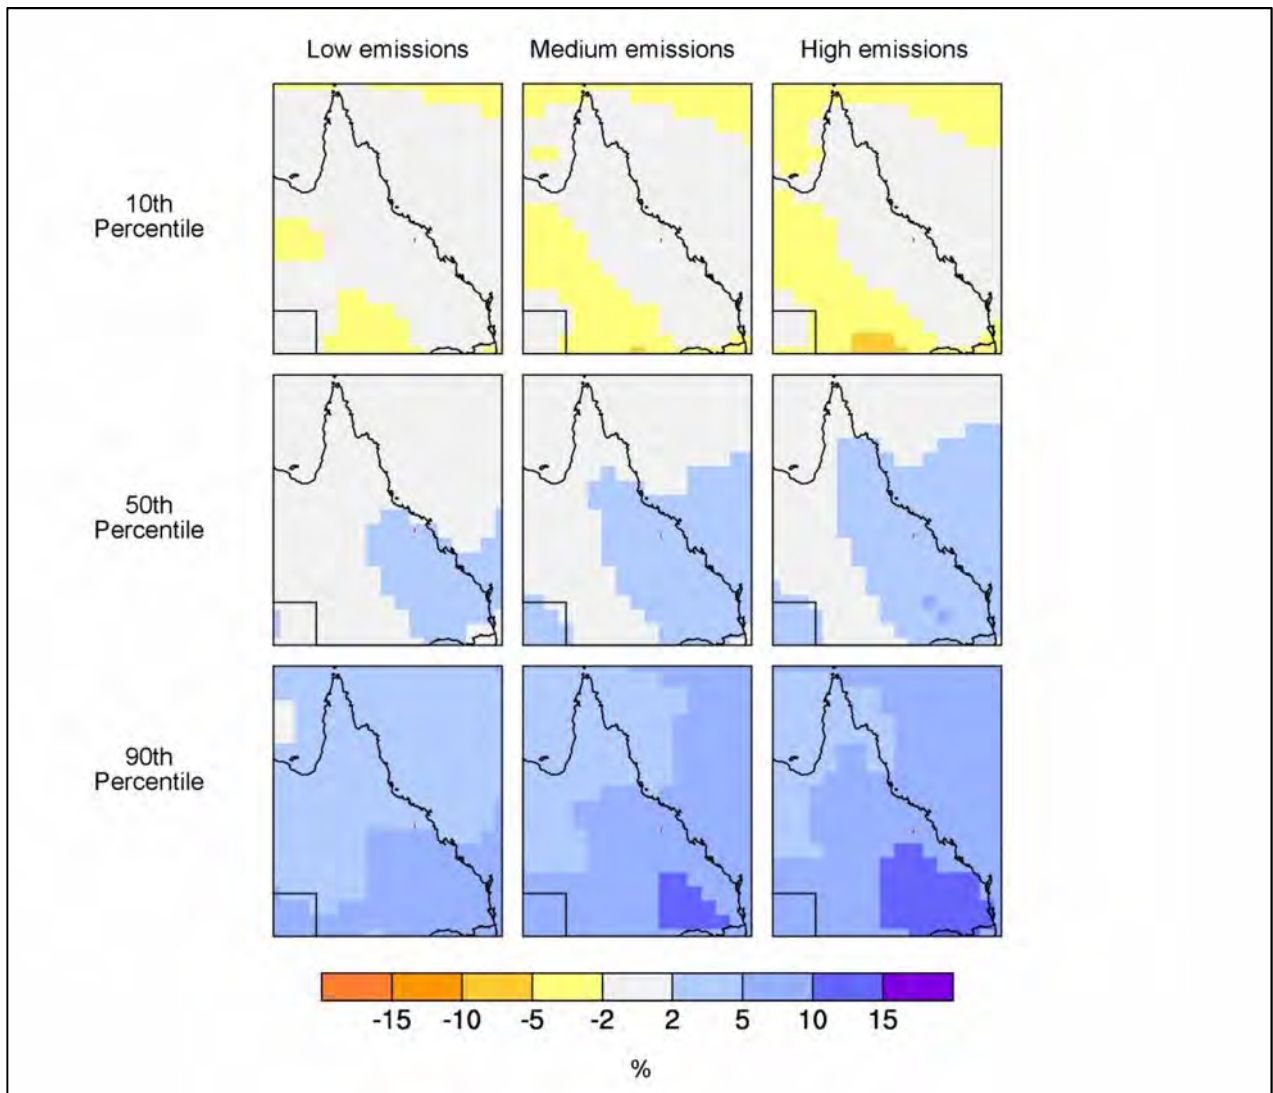 Low emissions Medium emissions High emissions
10th
Percentile
50th
Percentile
90th
Percentile
-15 -10 -5 -2 2 5 10 15
%